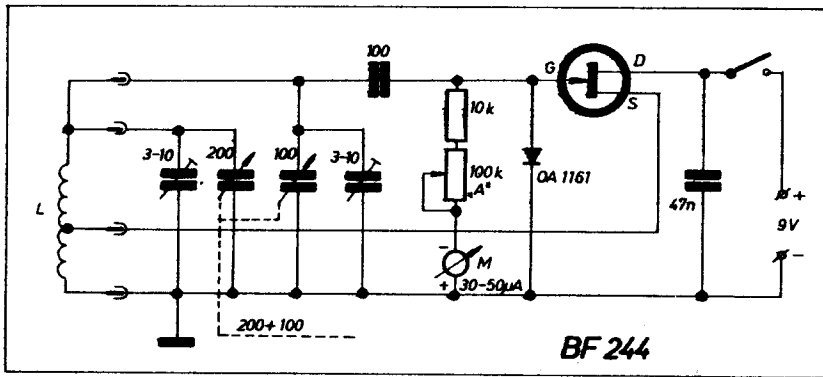 100
G
D
S
10k
3-10
200
100
3-10
100k
"A"
OA 1161
L
47n
+
9V
-
-
M
+
30-50µA
200+100
BF 244